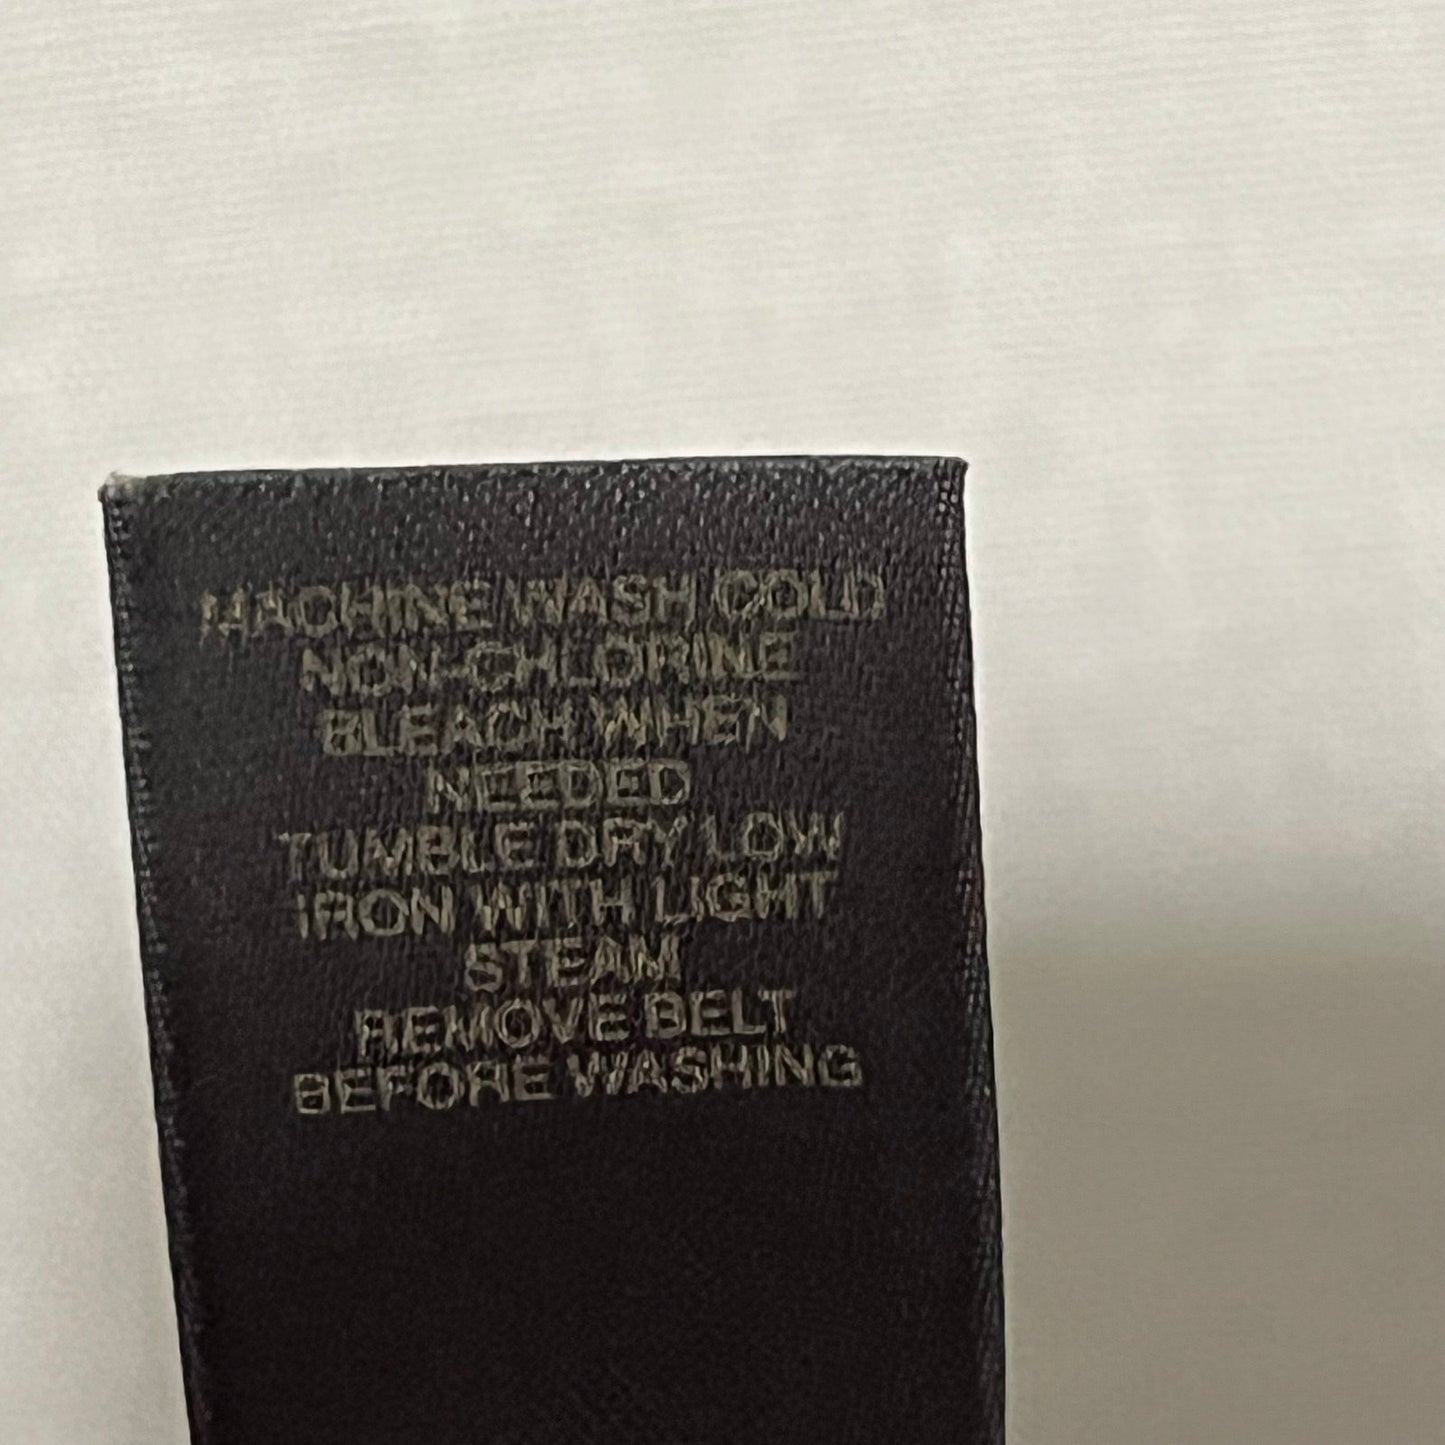 MACHINE WASH COLD
NON-CHLORINE
BLEACH WHEN
NEEDED
TUMBLE DRY LOW
IRON WITH LIGHT
STEAM
REMOVE BELT
BEFORE WASHING